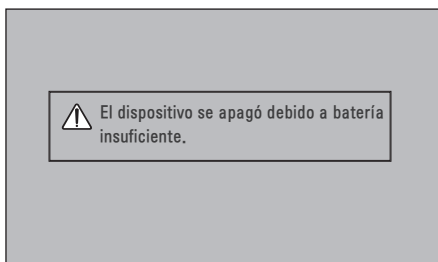 El dispositivo se apagó debido a batería
insuficiente.